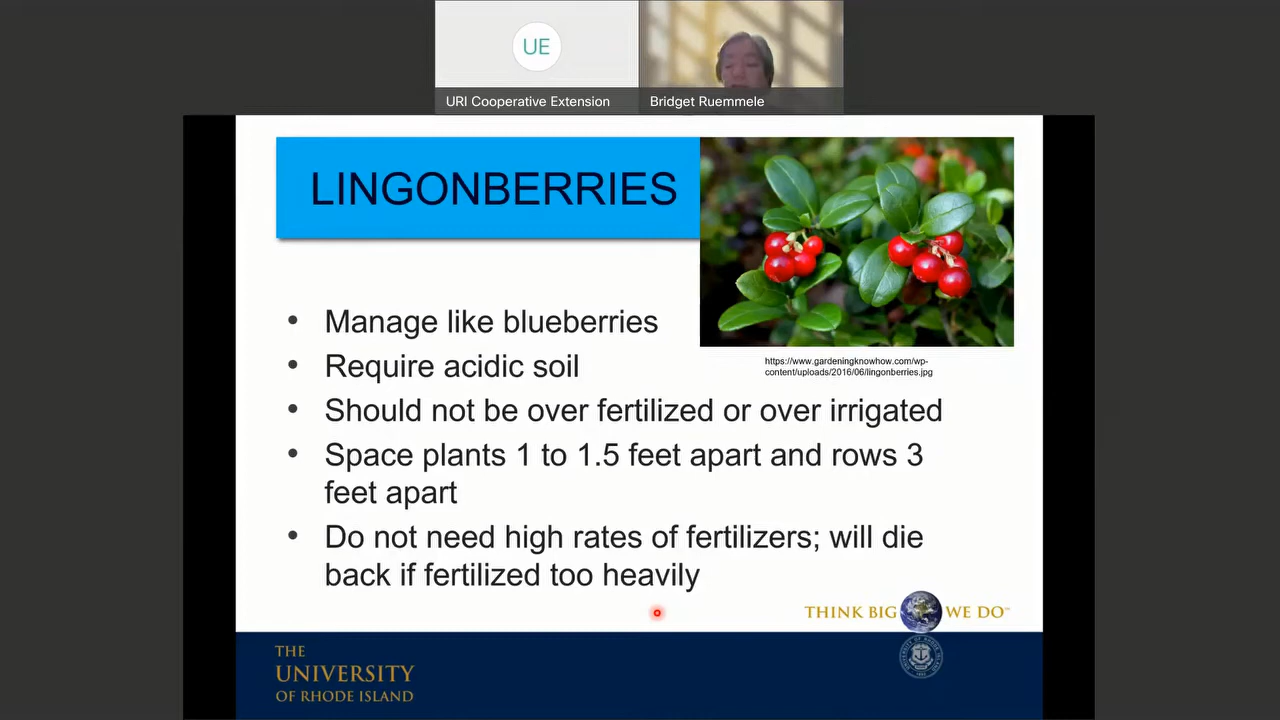 UE
URI Cooperative Extension
Bridget Ruemmele
LINGONBERRIES
https://www.gardeningknowhow.com/wp-
content/uploads/2016/06/lingonberries.jpg
• Manage like blueberries
• Require acidic soil
• Should not be over fertilized or over irrigated
• Space plants 1 to 1.5 feet apart and rows 3
feet apart
• Do not need high rates of fertilizers; will die
back if fertilized too heavily
THINK BIG WE DO™
THE
UNIVERSITY
OF RHODE ISLAND